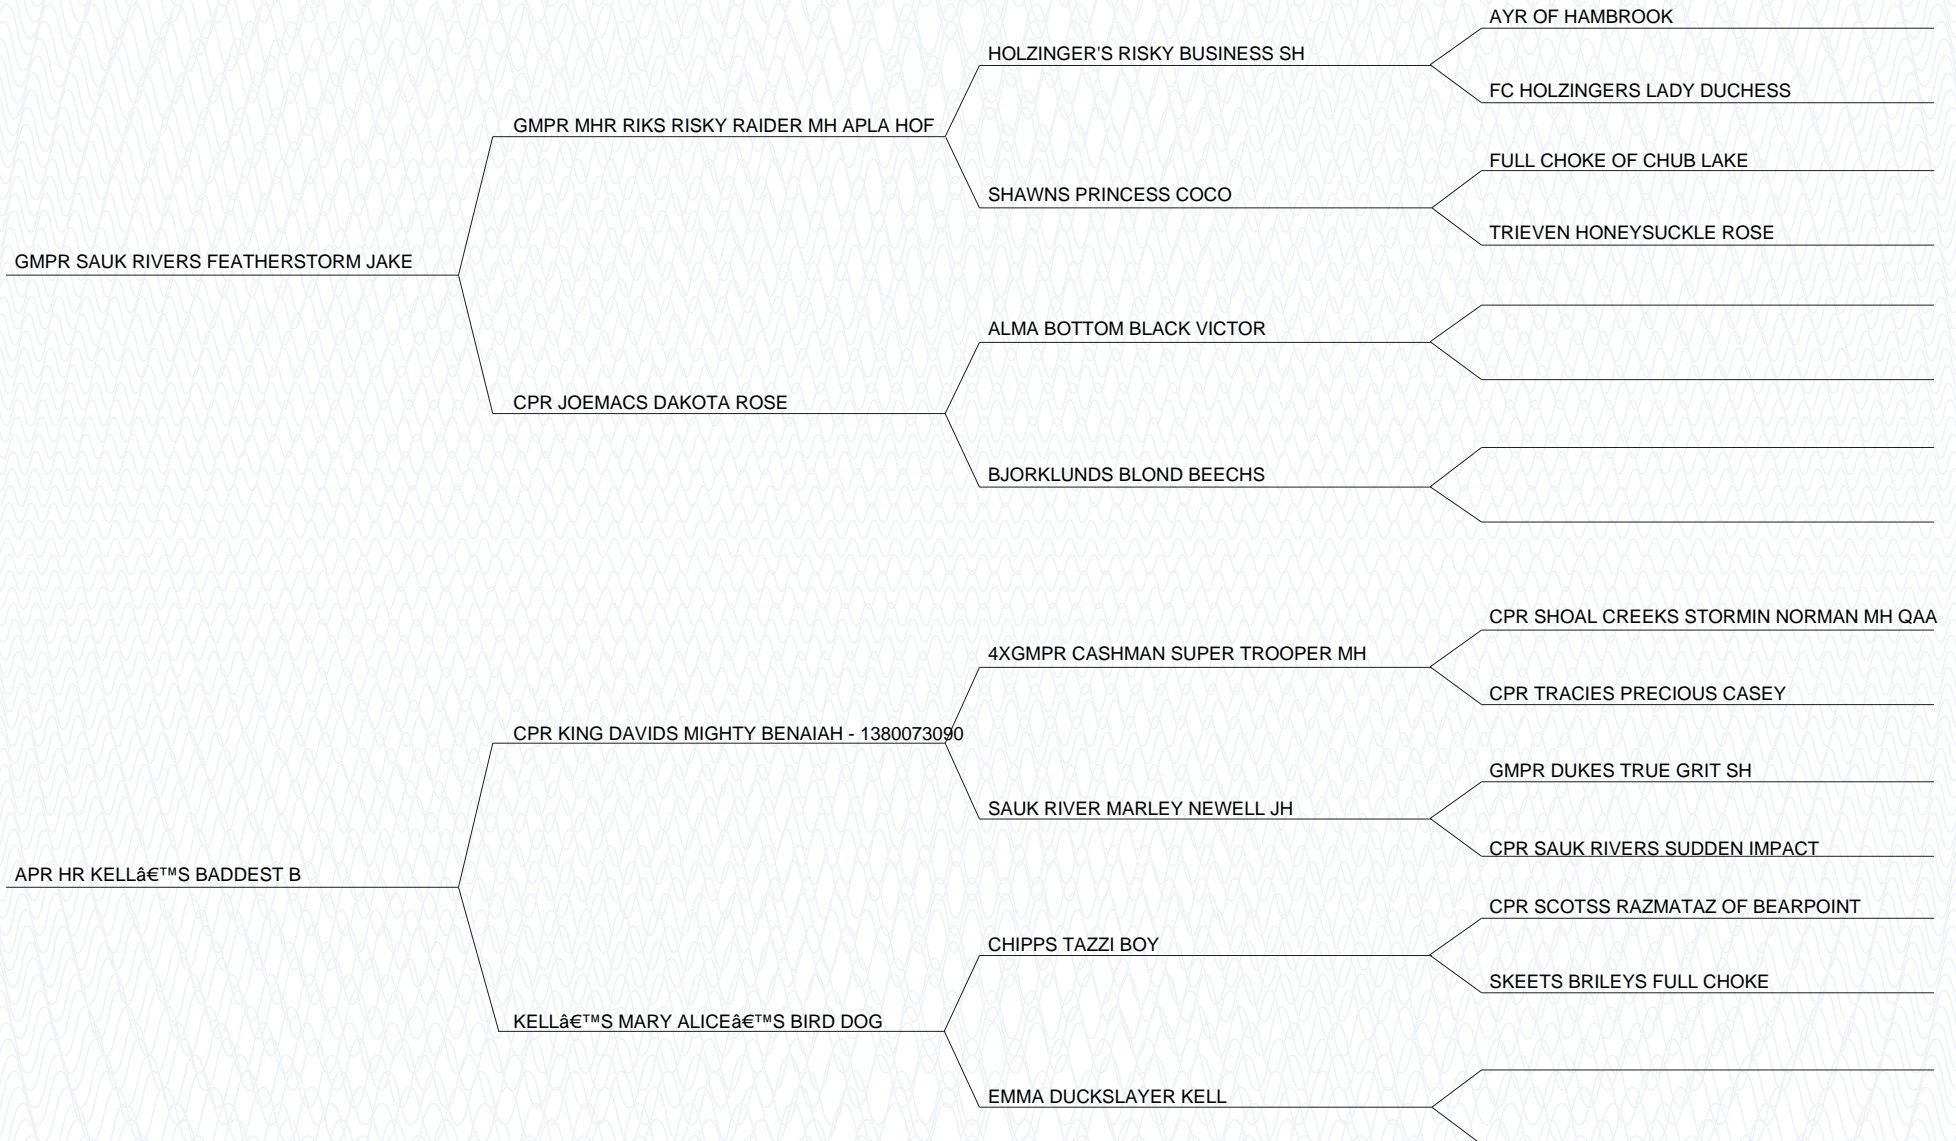 AYR OF HAMBROOK
HOLZINGER'S RISKY BUSINESS SH
FC HOLZINGERS LADY DUCHESS
GMPR MHR RIKS RISKY RAIDER MH APLA HOF
FULL CHOKE OF CHUB LAKE
SHAWNS PRINCESS COCO
TRIEVEN HONEYSUCKLE ROSE
GMPR SAUK RIVERS FEATHERSTORM JAKE
ALMA BOTTOM BLACK VICTOR
CPR JOEMACS DAKOTA ROSE
BJORKLUNDS BLOND BEECHS
CPR SHOAL CREEKS STORMIN NORMAN MH QAA
4XGMPR CASHMAN SUPER TROOPER MH
CPR TRACIES PRECIOUS CASEY
CPR KING DAVIDS MIGHTY BENAIAH - 1380073090
GMPR DUKES TRUE GRIT SH
SAUK RIVER MARLEY NEWELL JH
CPR SAUK RIVERS SUDDEN IMPACT
APR HR KELLâ€™S BADDEST B
CPR SCOTSS RAZMATAZ OF BEARPOINT
CHIPPS TAZZI BOY
SKEETS BRILEYS FULL CHOKE
KELLâ€™S MARY ALICEâ€™S BIRD DOG
EMMA DUCKSLAYER KELL